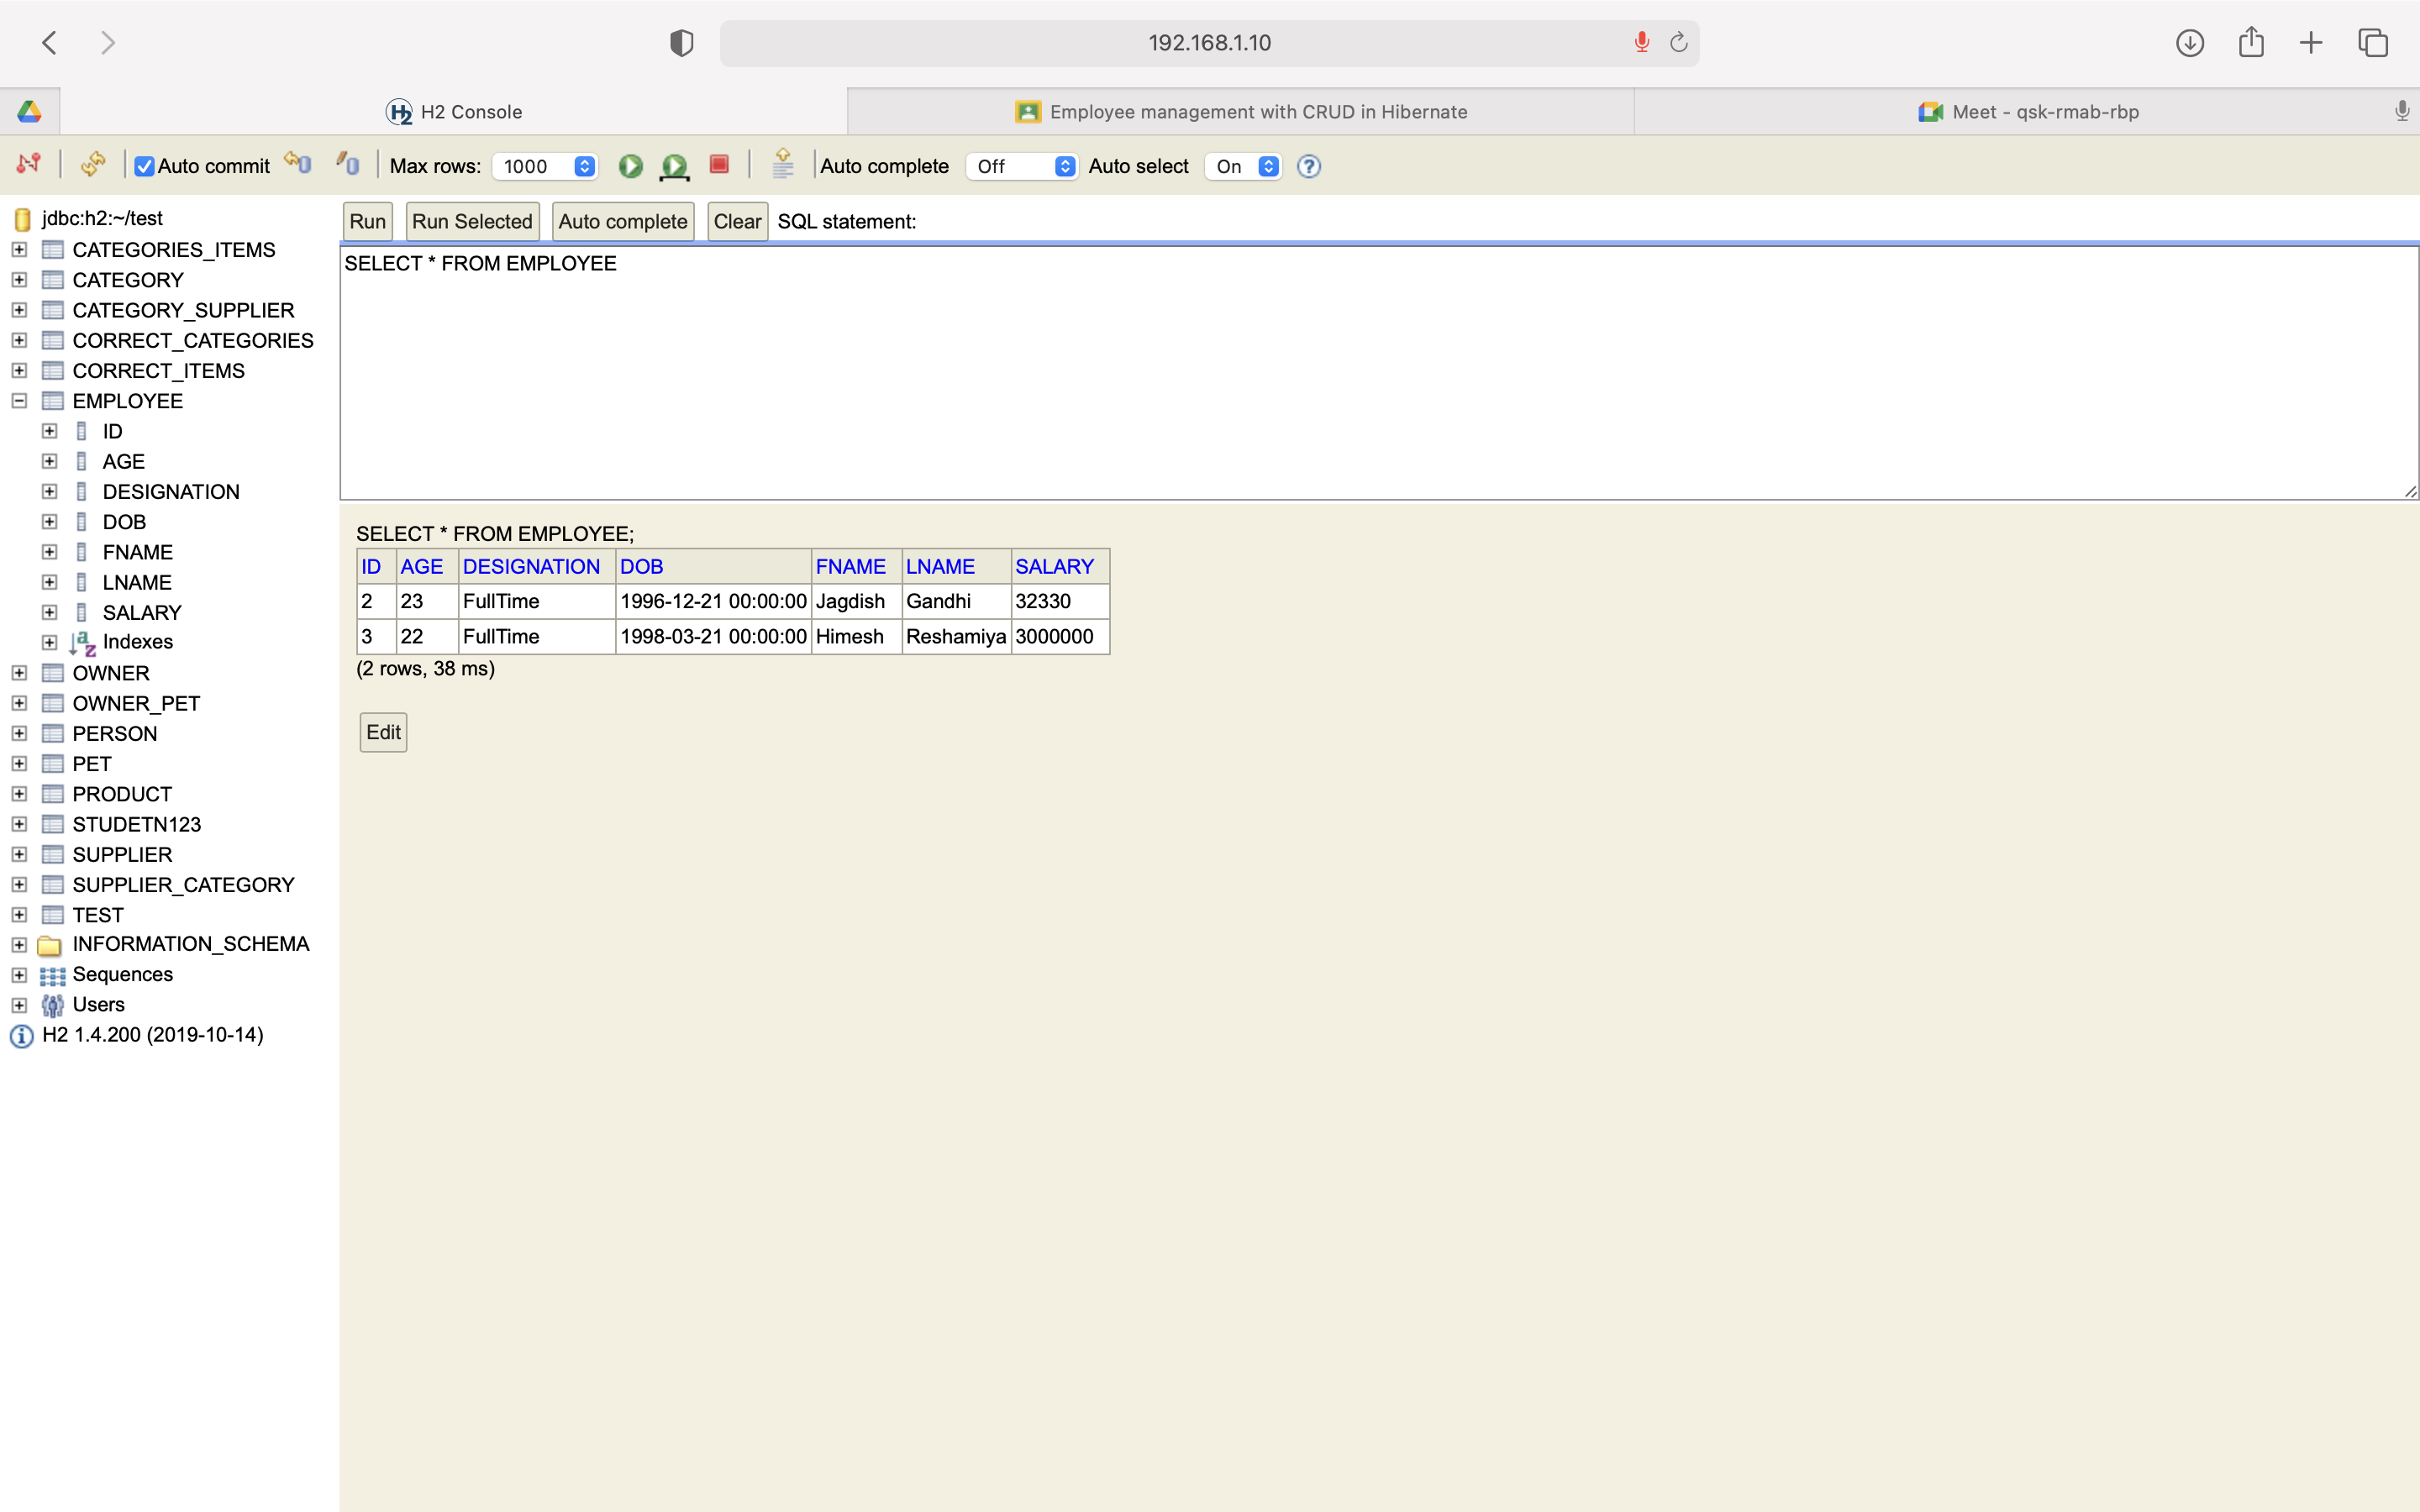 192.168.1.10
H2 Console
Employee management with CRUD in Hibernate
Meet - qsk-rmab-rbp
Auto commit Max rows: 1000 Auto complete Off Auto select On
jdbc:h2:~/test
CATEGORIES_ITEMS
CATEGORY
CATEGORY_SUPPLIER
CORRECT_CATEGORIES
CORRECT_ITEMS
EMPLOYEE
ID
AGE
DESIGNATION
DOB
FNAME
LNAME
SALARY
Indexes
OWNER
OWNER_PET
PERSON
PET
PRODUCT
STUDETN123
SUPPLIER
SUPPLIER_CATEGORY
TEST
INFORMATION_SCHEMA
Sequences
Users
H2 1.4.200 (2019-10-14)
Run Run Selected Auto complete Clear SQL statement:
SELECT * FROM EMPLOYEE
SELECT * FROM EMPLOYEE;
ID AGE DESIGNATION DOB FNAME LNAME SALARY
2 23 FullTime 1996-12-21 00:00:00 Jagdish Gandhi 32330
3 22 FullTime 1998-03-21 00:00:00 Himesh Reshamiya 3000000
(2 rows, 38 ms)
Edit